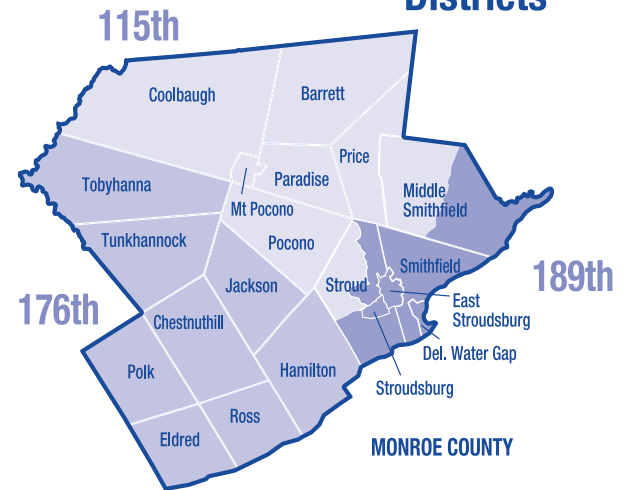 Districts
115th
Coolbaugh
Barrett
Price
Paradise
Tobyhanna
Middle
Smithfield
Mt Pocono
Tunkhannock
Pocono
Smithfield
Jackson
Stroud
189th
176th
East
Stroudsburg
Chestnuthill
Del. Water Gap
Polk
Hamilton
Stroudsburg
Ross
Eldred
MONROE COUNTY